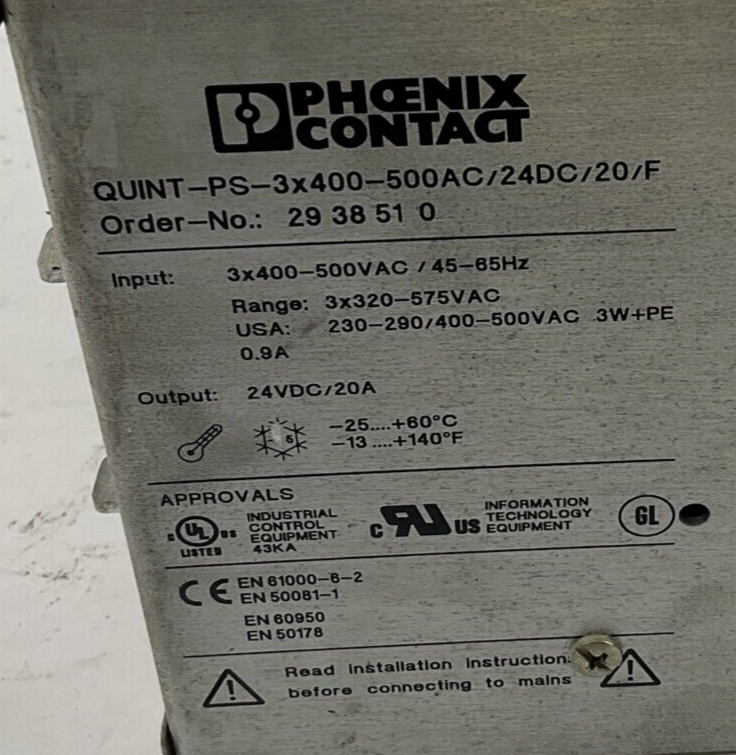 PHŒNIX
CONTACT
QUINT-PS-3x400-500AC/24DC/20/F
Order-No.: 29 38 51 0
Input: 3x400-500VAC / 45-65Hz
Range: 3x320-575VAC
USA: 230-290/400-500VAC 3W+PE
0.9A
Output: 24VDC/20A
-25....+60°C
-13....+140°F
APPROVALS
C UL US LISTED INDUSTRIAL CONTROL EQUIPMENT 43KA
C RU US INFORMATION TECHNOLOGY EQUIPMENT
GL
CE EN 61000-6-2
EN 50081-1
EN 60950
EN 50178
Read installation instruction
before connecting to mains